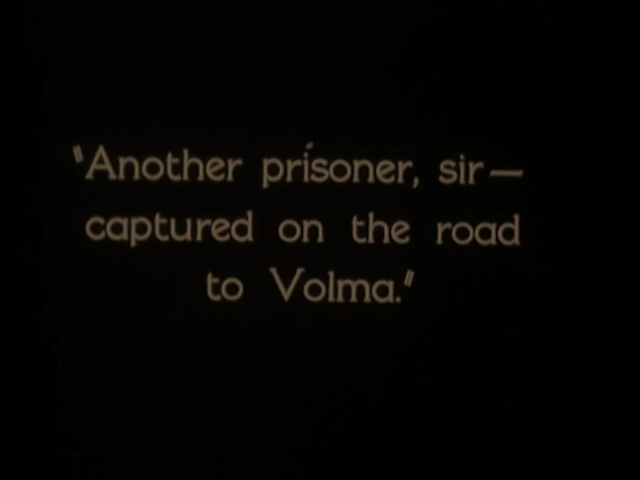 "Another prisoner, sir—
captured on the road
to Volma."